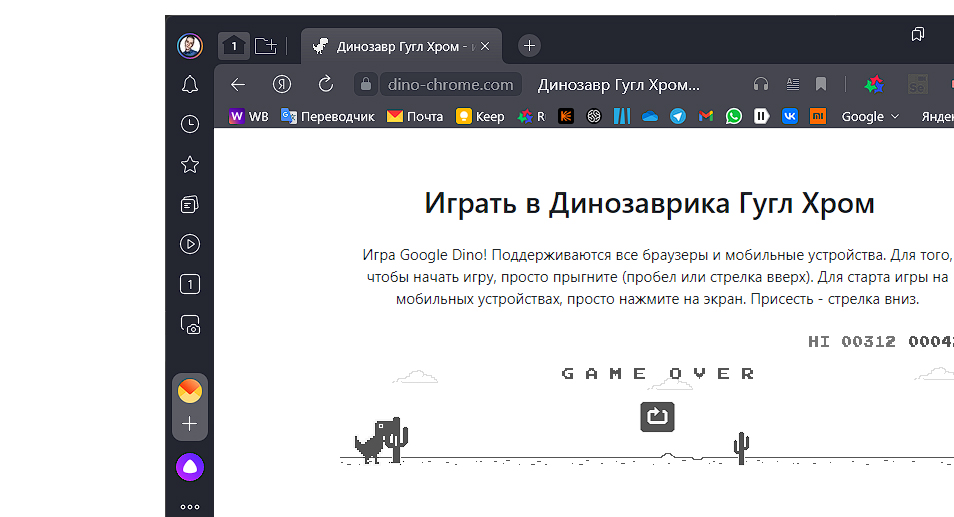 1
Динозавр Гугл Хром - и
Я
dino-chrome.com
Динозавр Гугл Хром...
W WB
Переводчик
Почта
Keep
R
Google
Яндек
Играть в Динозаврика Гугл Хром
Игра Google Dino! Поддерживаются все браузеры и мобильные устройства. Для того,
чтобы начать игру, просто прыгните (пробел или стрелка вверх). Для старта игры на
мобильных устройствах, просто нажмите на экран. Присесть - стрелка вниз.
1
HI 00312 0004
GAME OVER